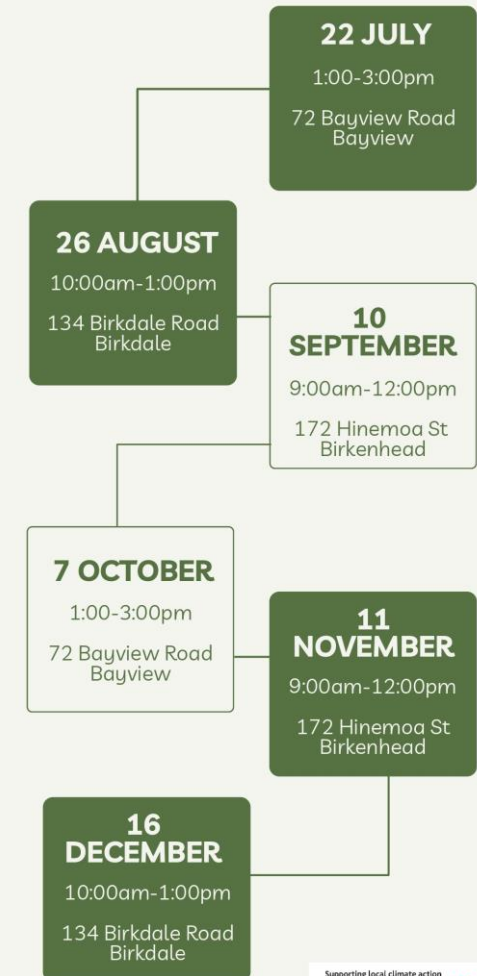 22 JULY
1:00-3:00pm
72 Bayview Road
Bayview
26 AUGUST
10:00am-1:00pm
134 Birkdale Road
Birkdale
10
SEPTEMBER
9:00am-12:00pm
172 Hinemoa St
Birkenhead
7 OCTOBER
1:00-3:00pm
72 Bayview Road
Bayview
11
NOVEMBER
9:00am-12:00pm
172 Hinemoa St
Birkenhead
16
DECEMBER
10:00am-1:00pm
134 Birkdale Road
Birkdale
Supporting local climate action